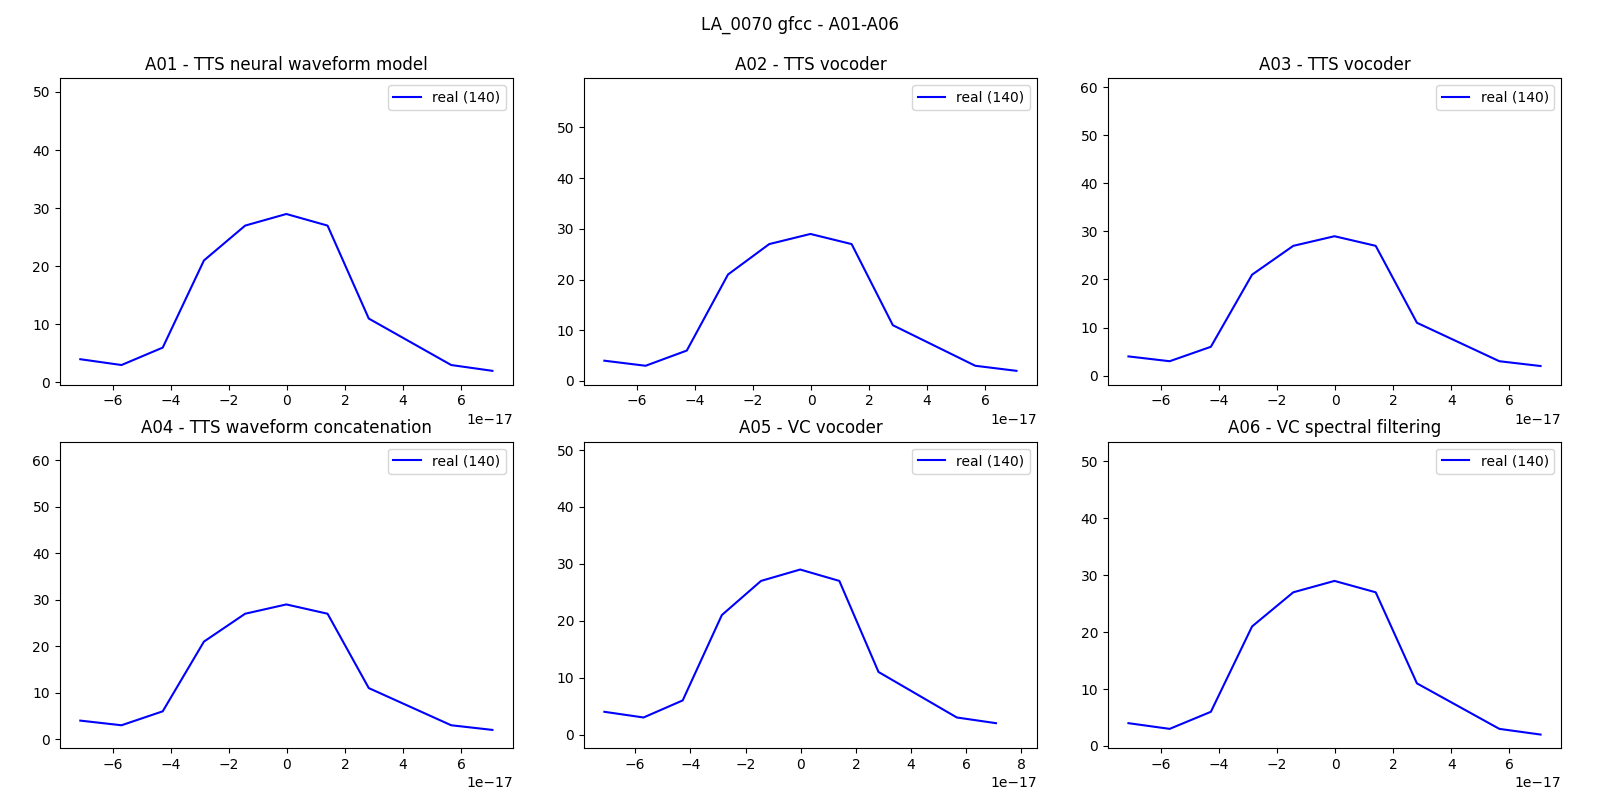 LA_0070 gfcc - A01-A06
A01 - TTS neural waveform model
50
40
30
20
10
0
real (140)
−6 −4 −2 0 2 4 6
1e−17
A02 - TTS vocoder
50
40
30
20
10
0
real (140)
−6 −4 −2 0 2 4 6
1e−17
A03 - TTS vocoder
60
50
40
30
20
10
0
real (140)
−6 −4 −2 0 2 4 6
1e−17
A04 - TTS waveform concatenation
60
50
40
30
20
10
0
real (140)
−6 −4 −2 0 2 4 6
1e−17
A05 - VC vocoder
50
40
30
20
10
0
real (140)
−6 −4 −2 0 2 4 6 8
1e−17
A06 - VC spectral filtering
50
40
30
20
10
0
real (140)
−6 −4 −2 0 2 4 6
1e−17